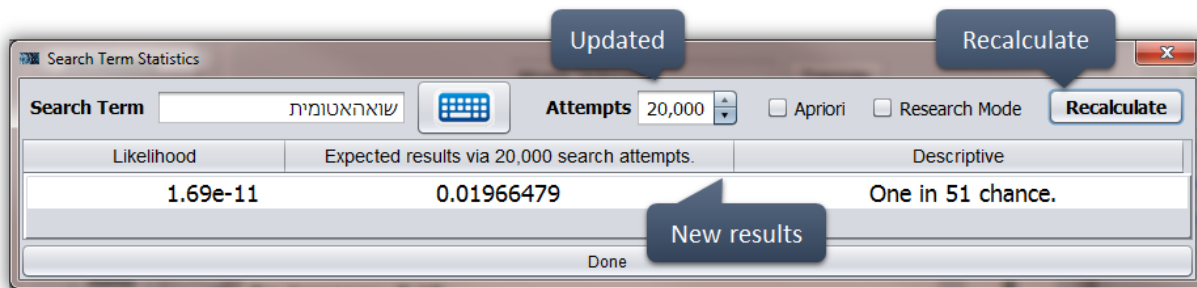 Updated
Recalculate
Search Term Statistics
Search Term שואהאטומית Attempts 20,000 Apriori Research Mode Recalculate
Likelihood Expected results via 20,000 search attempts. Descriptive
1.69e-11 0.01966479 One in 51 chance.
New results
Done